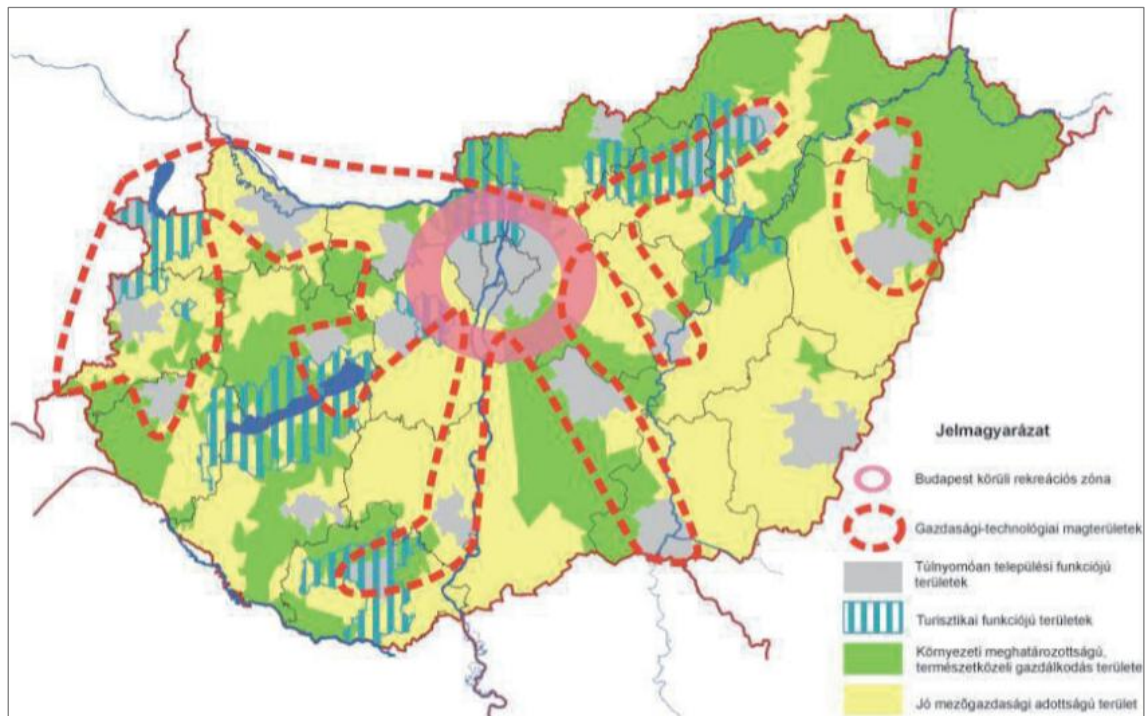 Jelmagyarázat
Budapest körüli rekreációs zóna
Gazdasági-technológiai magterületek
Túlnyomóan települési funkciójú
területek
Turisztikai funkciójú területek
Környezeti meghatározottságú,
természetközeli gazdálkodás területe
Jó mezőgazdasági adottságú terület